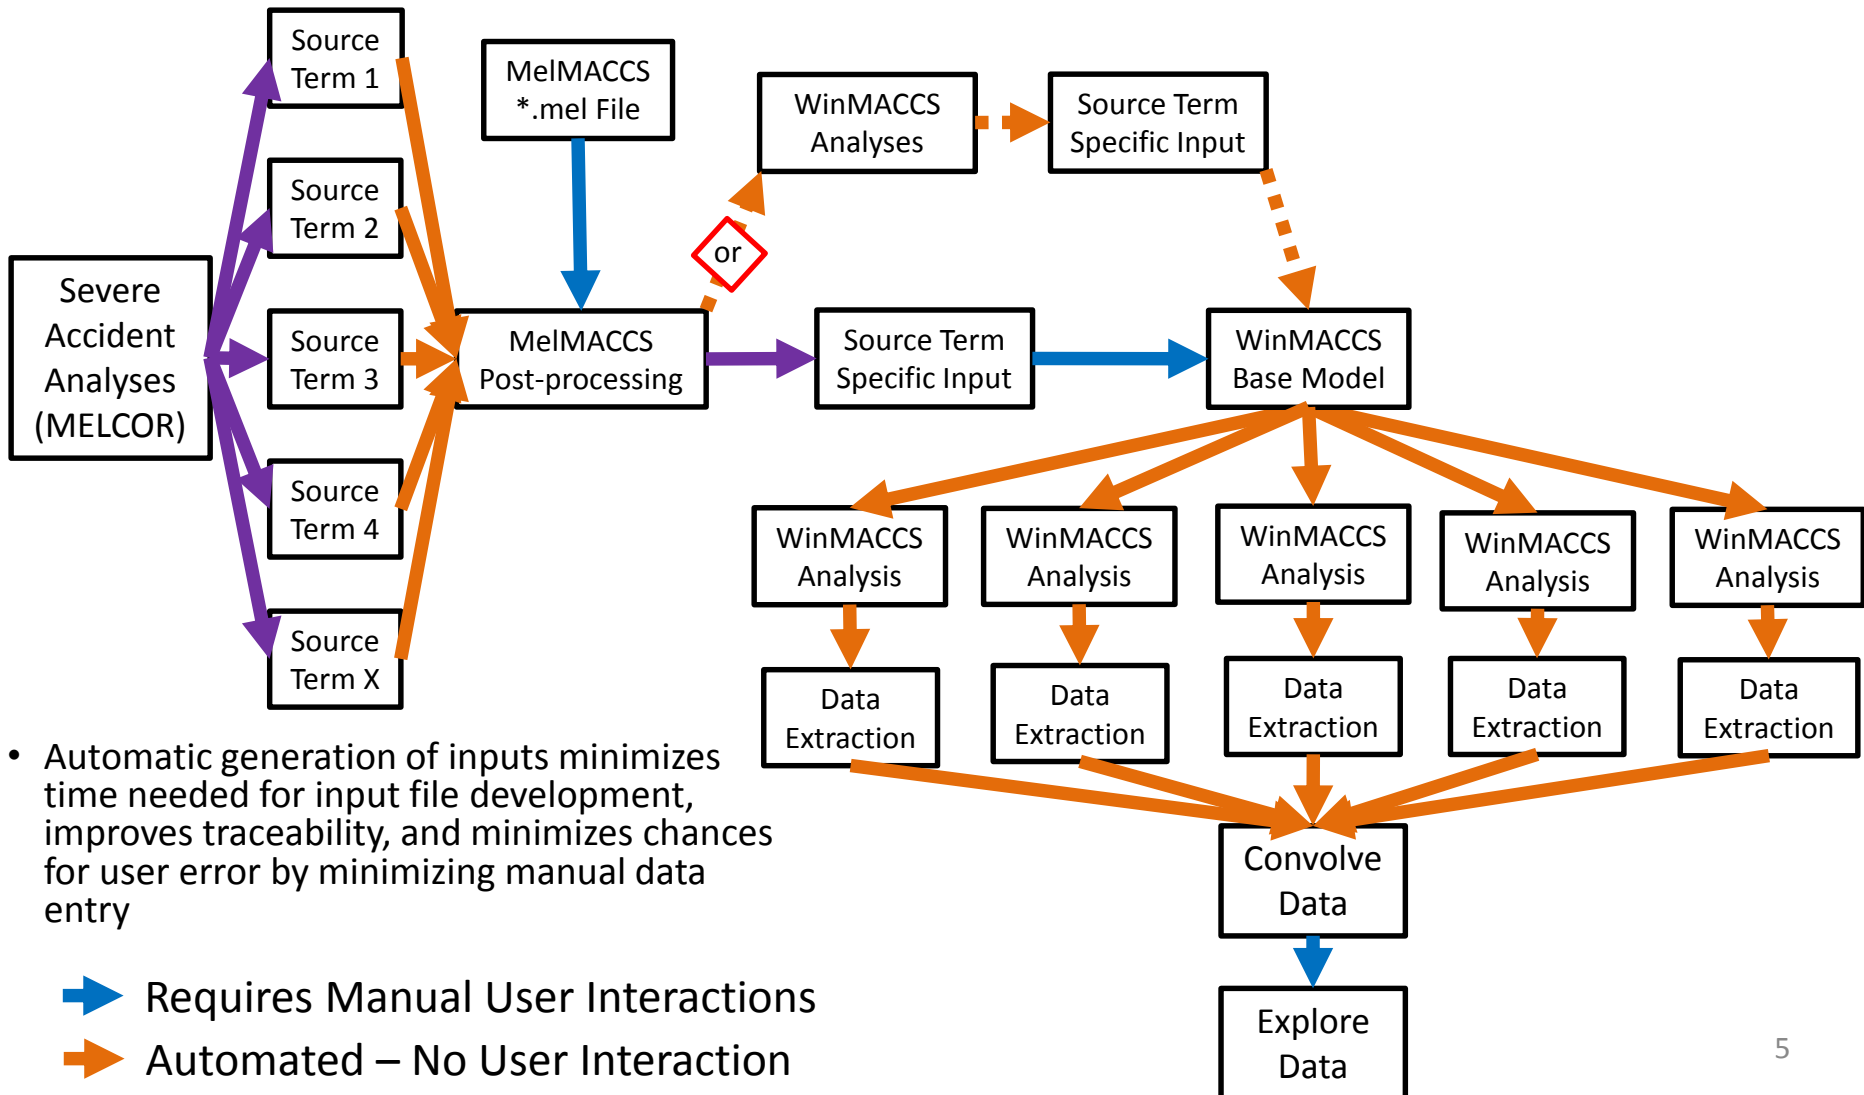 Source
Term 1
MelMACCS
*.mel File
WinMACCS
Analyses
Source Term
Specific Input
Source
Term 2
or
Severe
Accident
Analyses
(MELCOR)
Source
Term 3
MelMACCS
Post-processing
Source Term
Specific Input
WinMACCS
Base Model
Source
Term 4
WinMACCS
Analysis
WinMACCS
Analysis
WinMACCS
Analysis
WinMACCS
Analysis
WinMACCS
Analysis
Source
Term X
Data
Extraction
Data
Extraction
Data
Extraction
Data
Extraction
Data
Extraction
• Automatic generation of inputs minimizes
time needed for input file development,
improves traceability, and minimizes chances
for user error by minimizing manual data
entry
Convolve
Data
Requires Manual User Interactions
Automated – No User Interaction
Explore
Data
5